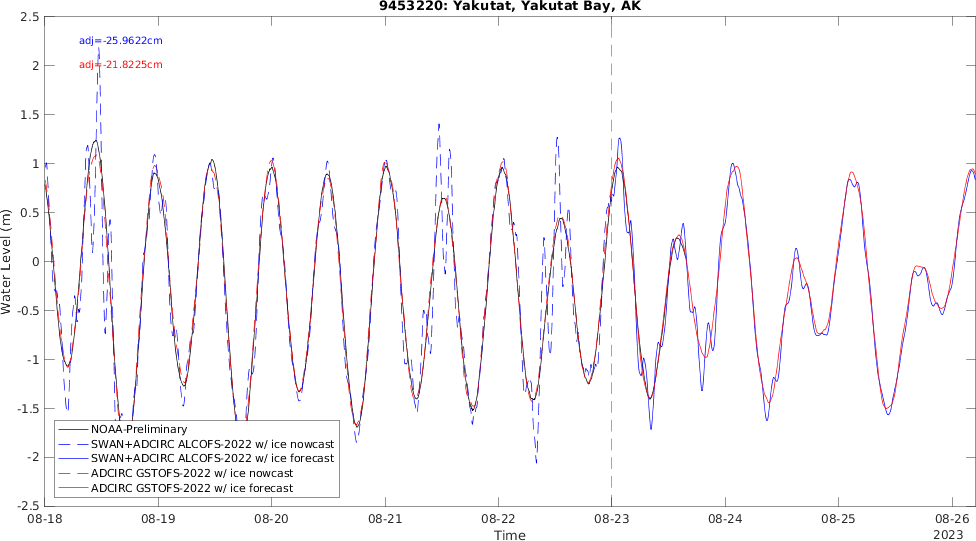 9453220: Yakutat, Yakutat Bay, AK
2.5
2
1.5
1
0.5
0
-0.5
-1
-1.5
-2
-2.5
Water Level (m)
adj=-25.9622cm
adj=-21.8225cm
NOAA-Preliminary
SWAN+ADCIRC ALCOFS-2022 w/ ice nowcast
SWAN+ADCIRC ALCOFS-2022 w/ ice forecast
ADCIRC GSTOFS-2022 w/ ice nowcast
ADCIRC GSTOFS-2022 w/ ice forecast
08-18 08-19 08-20 08-21 08-22 08-23 08-24 08-25 08-26
2023
Time